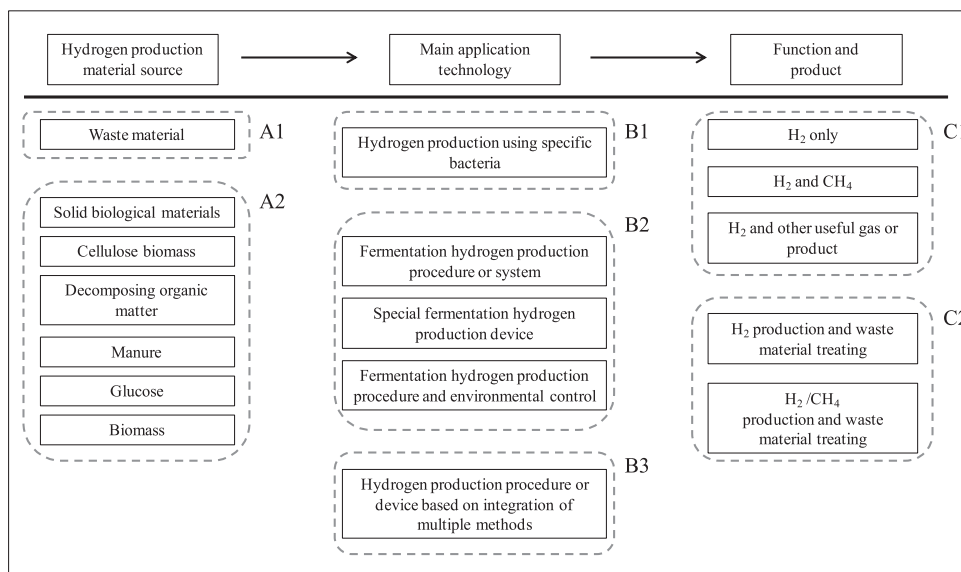 Hydrogen production
material source
Main application
technology
Function and
product
Waste material
A1
Solid biological materials
A2
Cellulose biomass
Decomposing organic
matter
Manure
Glucose
Biomass
Hydrogen production using specific
bacteria
B1
Fermentation hydrogen production
procedure or system
B2
Special fermentation hydrogen
production device
Fermentation hydrogen production
procedure and environmental control
Hydrogen production procedure or
device based on integration of
multiple methods
B3
H₂ only
C1
H₂ and CH₄
H₂ and other useful gas or
product
H₂ production and waste
material treating
C2
H₂ /CH₄
production and waste
material treating